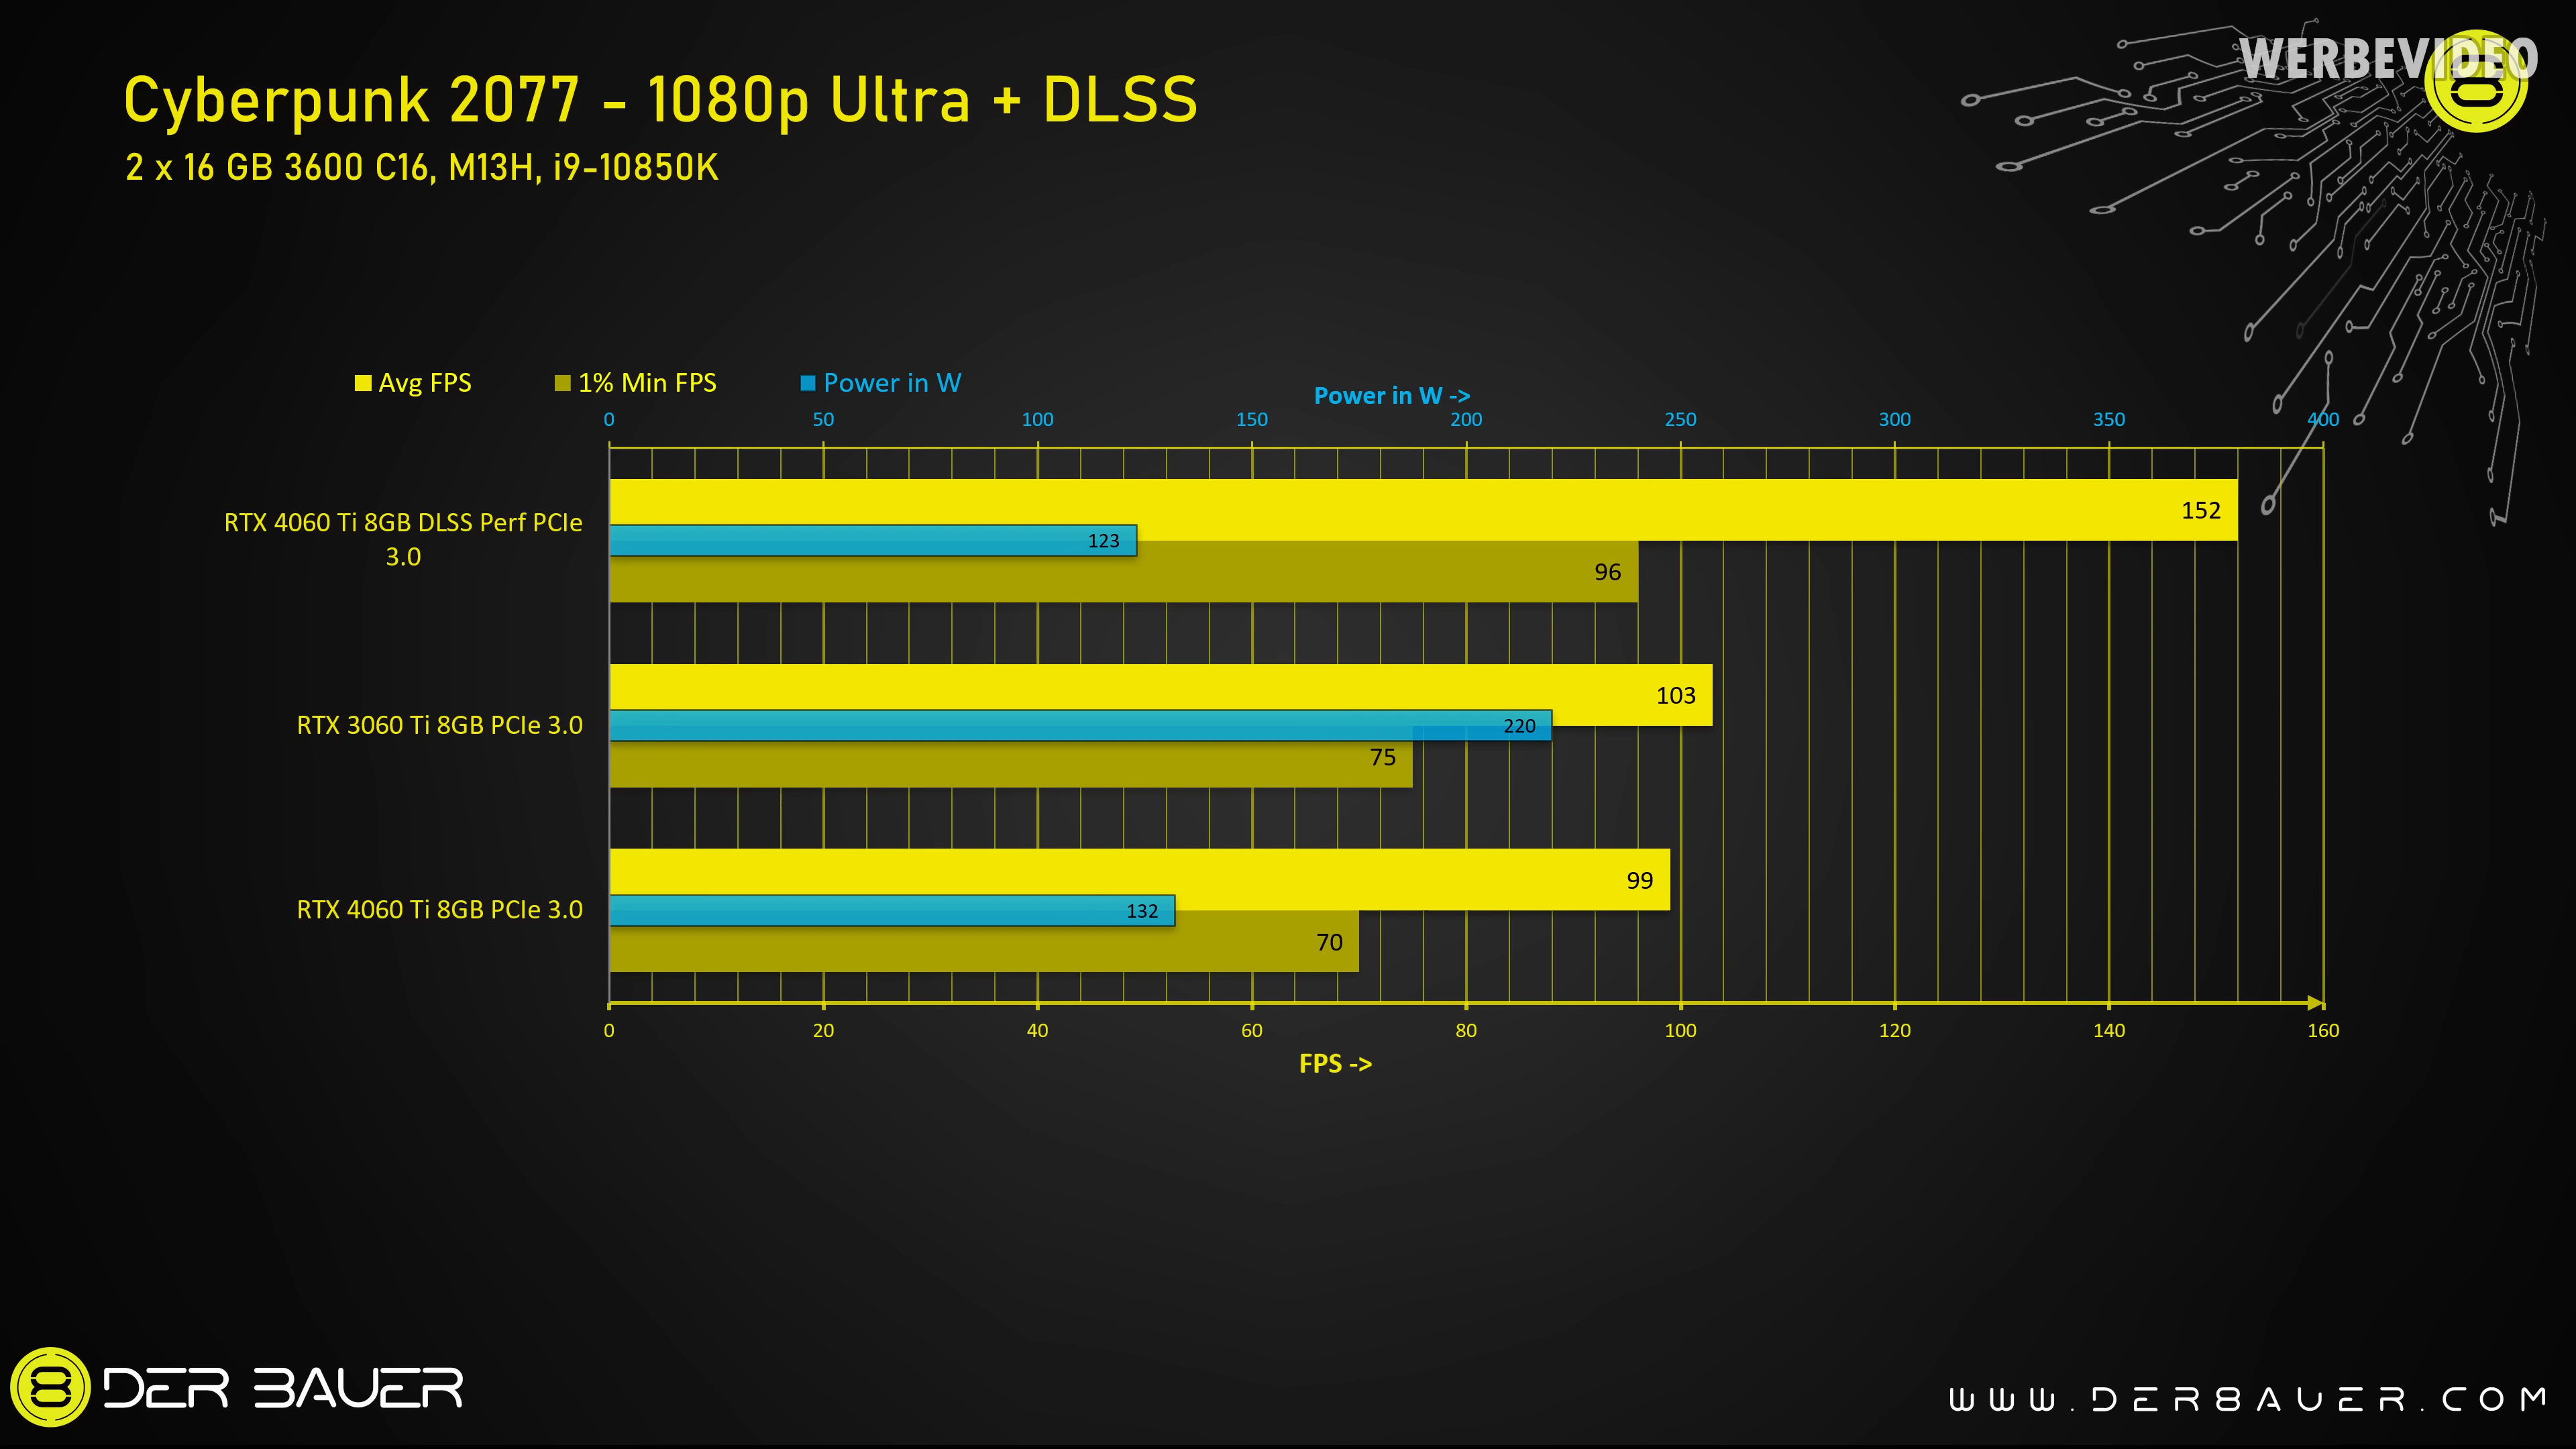 WERBEVIDEO
Cyberpunk 2077 - 1080p Ultra + DLSS
2 x 16 GB 3600 C16, M13H, i9-10850K
Avg FPS 1% Min FPS Power in W
Power in W ->
0 50 100 150 200 250 300 350 400
RTX 4060 Ti 8GB DLSS Perf PCIe
3.0
152
123
96
RTX 3060 Ti 8GB PCIe 3.0
103
220
75
RTX 4060 Ti 8GB PCIe 3.0
99
132
70
0 20 40 60 80 100 120 140 160
FPS ->
DER 8AUER
WWW.DER8AUER.COM